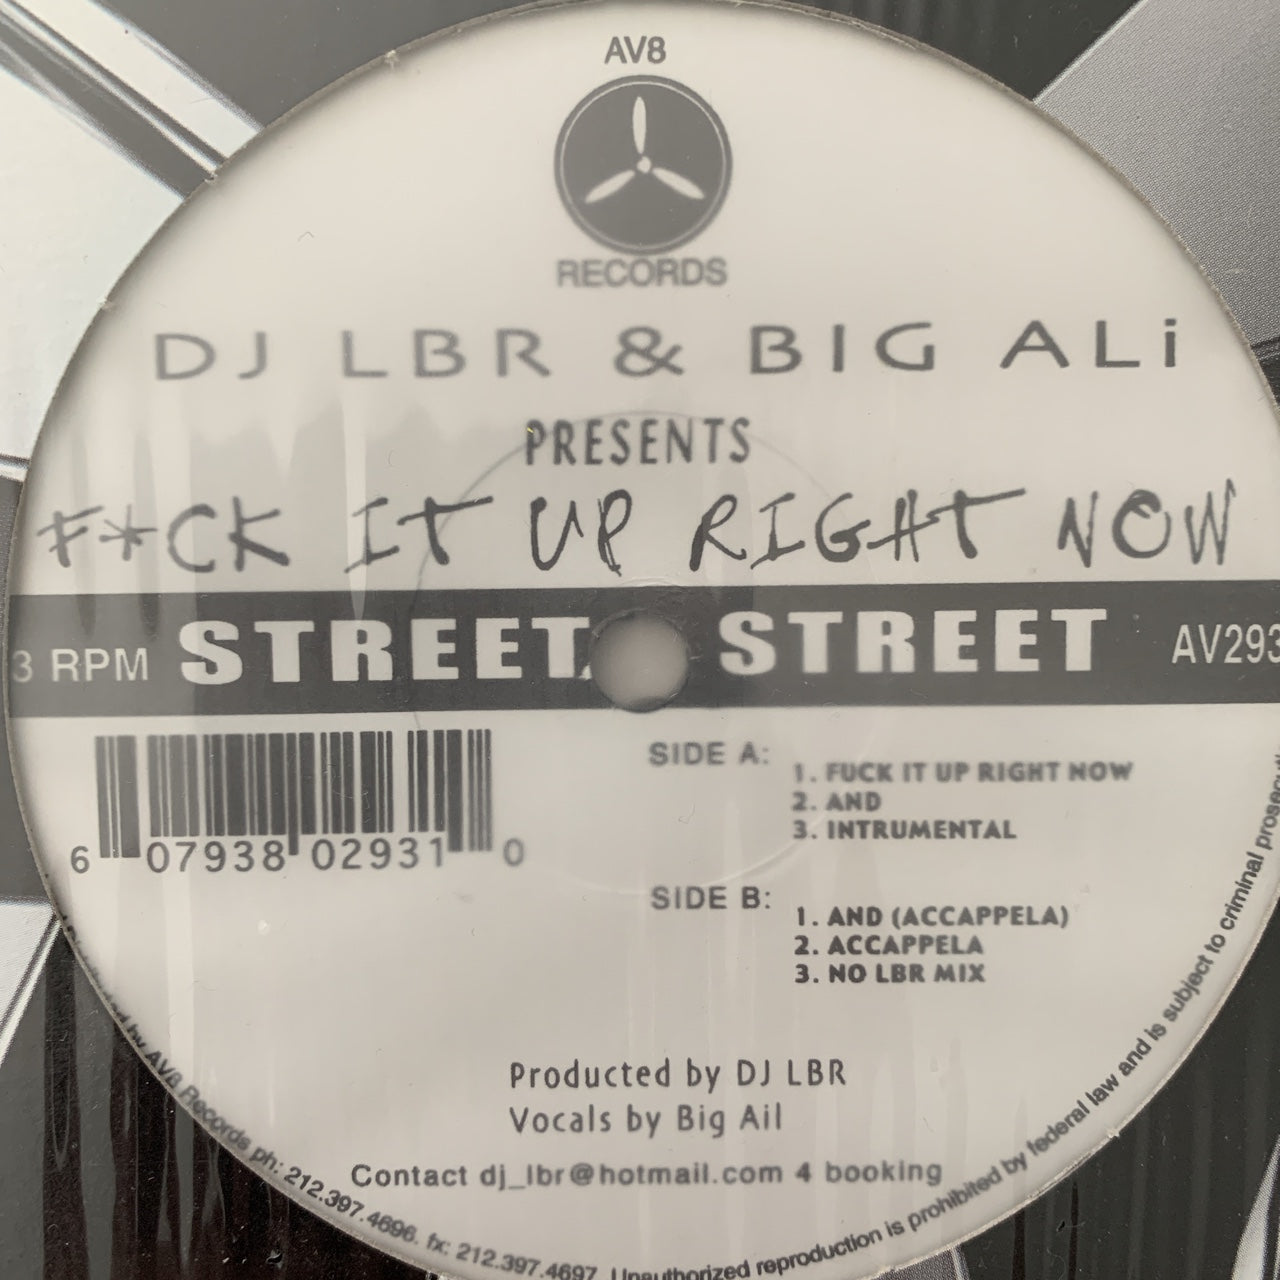 AV8
RECORDS
DJ LBR & BIG ALi
PRESENTS
F*CK IT UP RIGHT NOW
3 RPM STREET STREET AV293
6 07938 02931 0
SIDE A:
1. FUCK IT UP RIGHT NOW
2. AND
3. INTRUMENTAL
SIDE B:
1. AND (ACCAPPELA)
2. ACCAPPELA
3. NO LBR MIX
Producted by DJ LBR
Vocals by Big Ail
Contact dj_lbr@hotmail.com 4 booking
by AV8 Records ph: 212.397.4696. fx: 212.397.4697 Unauthorized reproduction is prohibited by federal law and is subject to criminal